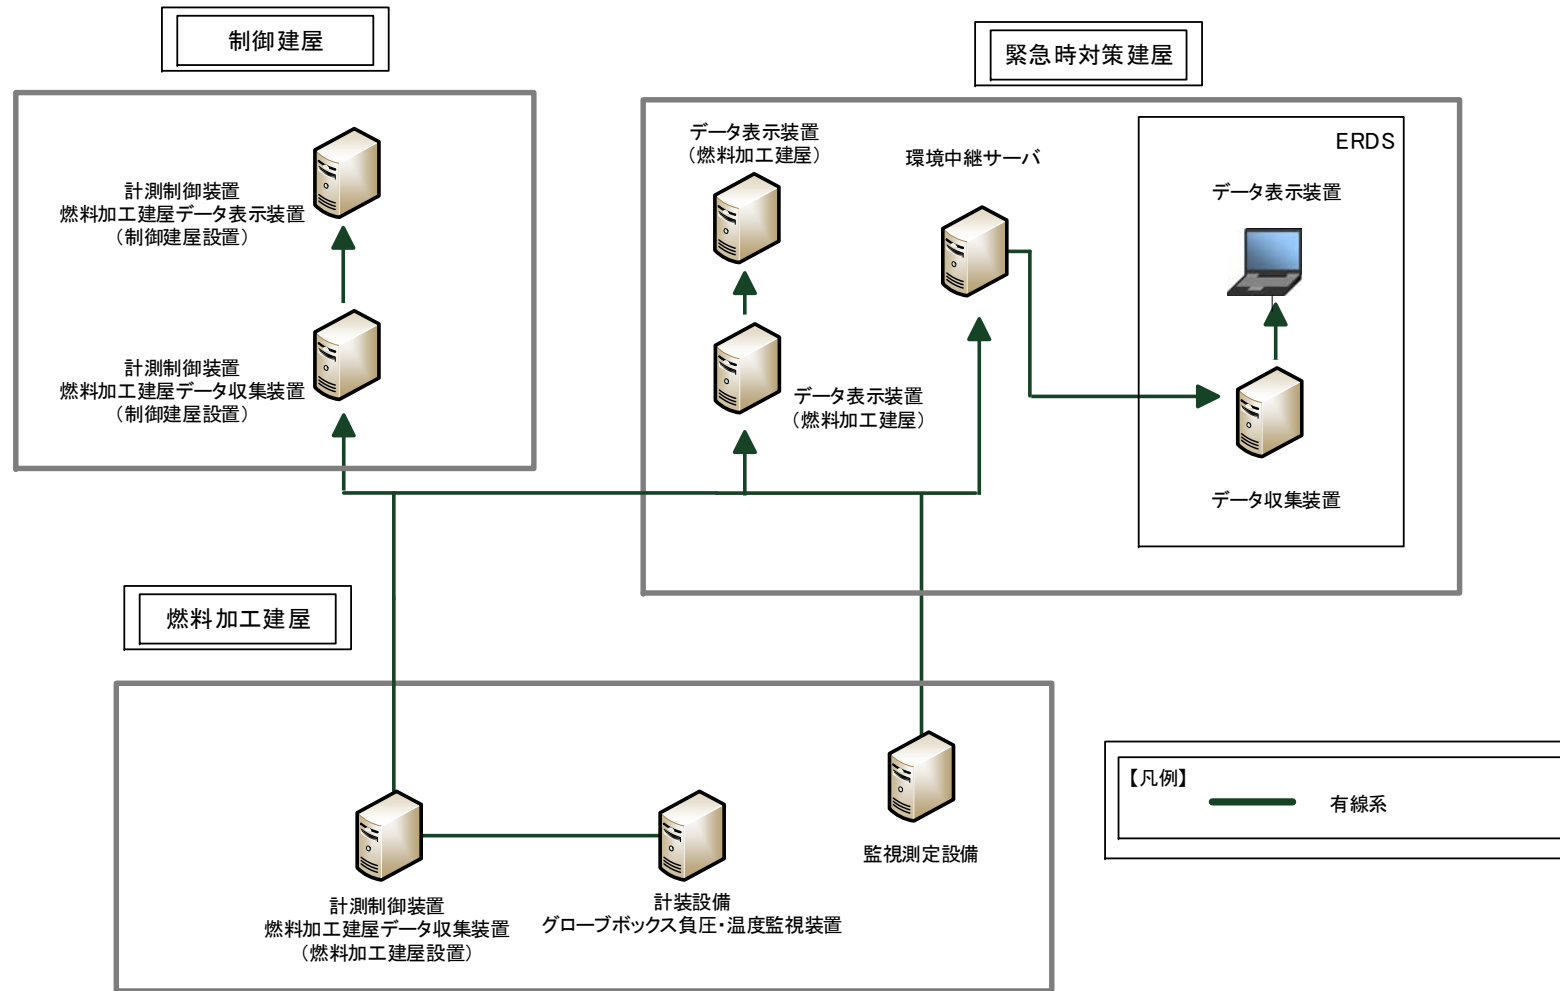 制御建屋
計測制御装置
燃料加工建屋データ表示装置
（制御建屋設置）
計測制御装置
燃料加工建屋データ収集装置
（制御建屋設置）
緊急時対策建屋
データ表示装置
（燃料加工建屋）
環境中継サーバ
ERDS
データ表示装置
データ表示装置
（燃料加工建屋）
データ収集装置
燃料加工建屋
計測制御装置
燃料加工建屋データ収集装置
（燃料加工建屋設置）
計装設備
グローブボックス負圧・温度監視装置
監視測定設備
【凡例】
有線系